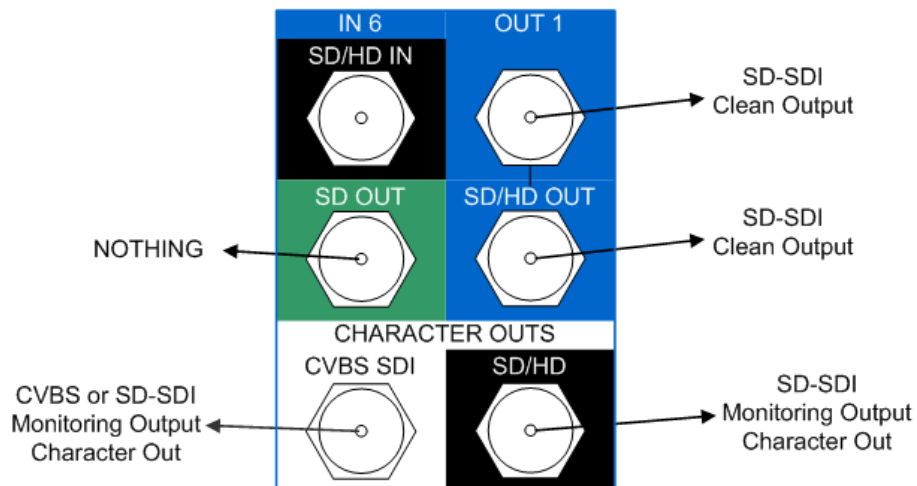 IN 6
OUT 1
SD/HD IN
SD-SDI
Clean Output
SD OUT
SD/HD OUT
NOTHING
SD-SDI
Clean Output
CHARACTER OUTS
CVBS SDI
SD/HD
CVBS or SD-SDI
Monitoring Output
Character Out
SD-SDI
Monitoring Output
Character Out